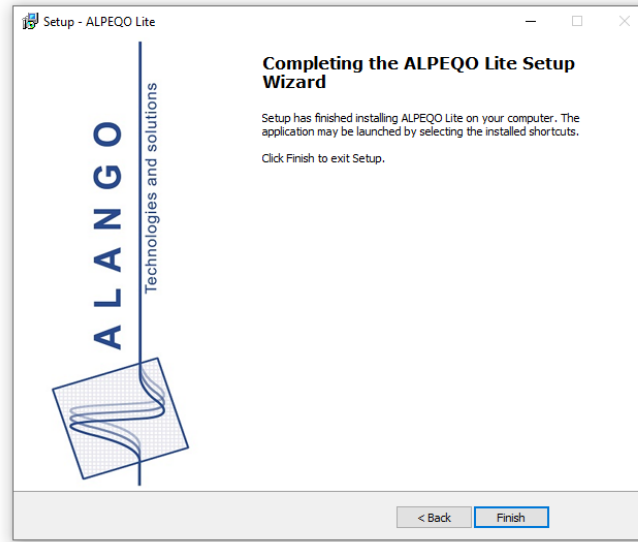 Setup - ALPEQO Lite
ALANGO
Technologies and solutions
Completing the ALPEQO Lite Setup
Wizard
Setup has finished installing ALPEQO Lite on your computer. The
application may be launched by selecting the installed shortcuts.
Click Finish to exit Setup.
< Back
Finish